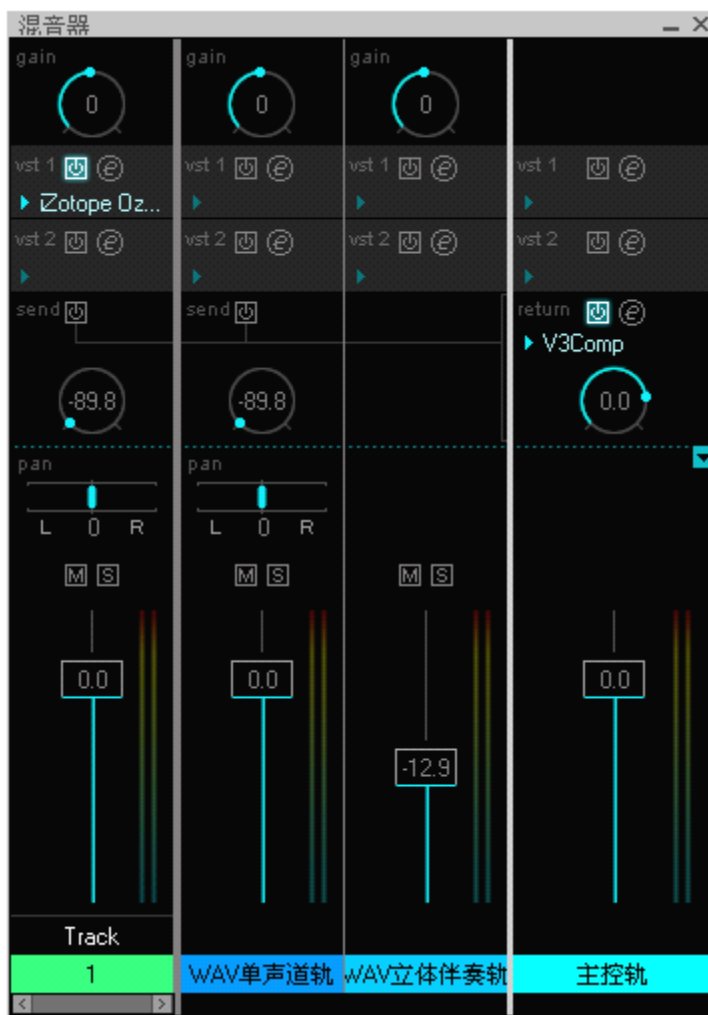 混音器
gain gain gain
0 0 0
vst 1 vst 1 vst 1 vst 1
iZotope Oz...
vst 2 vst 2 vst 2 vst 2
send send return
V3Comp
-89.8 -89.8 0.0
pan pan
L 0 R L 0 R
M S M S M S
0.0 0.0 0.0
-12.9
Track
1 WAV单声道轨 WAV立体伴奏轨 主控轨